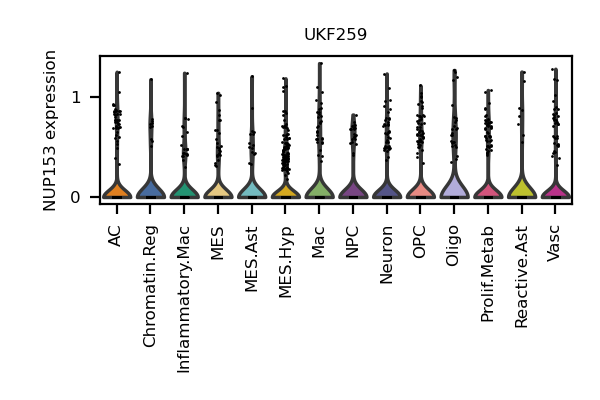 UKF259
NUP153 expression
1
0
AC
Chromatin.Reg
Inflammatory.Mac
MES
MES.Ast
MES.Hyp
Mac
NPC
Neuron
OPC
Oligo
Prolif.Metab
Reactive.Ast
Vasc